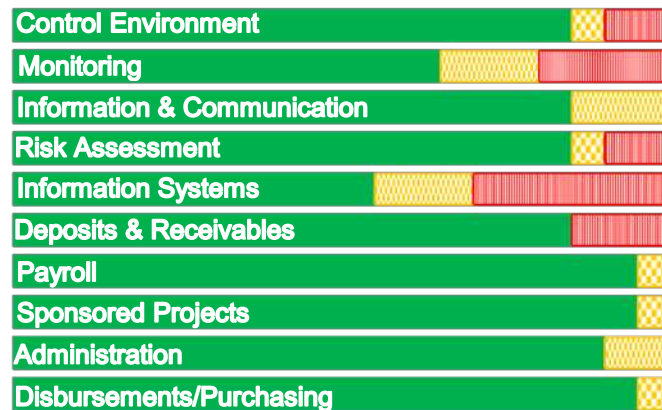 Control Environment
Monitoring
Information & Communication
Risk Assessment
Information Systems
Deposits & Receivables
Payroll
Sponsored Projects
Administration
Disbursements/Purchasing